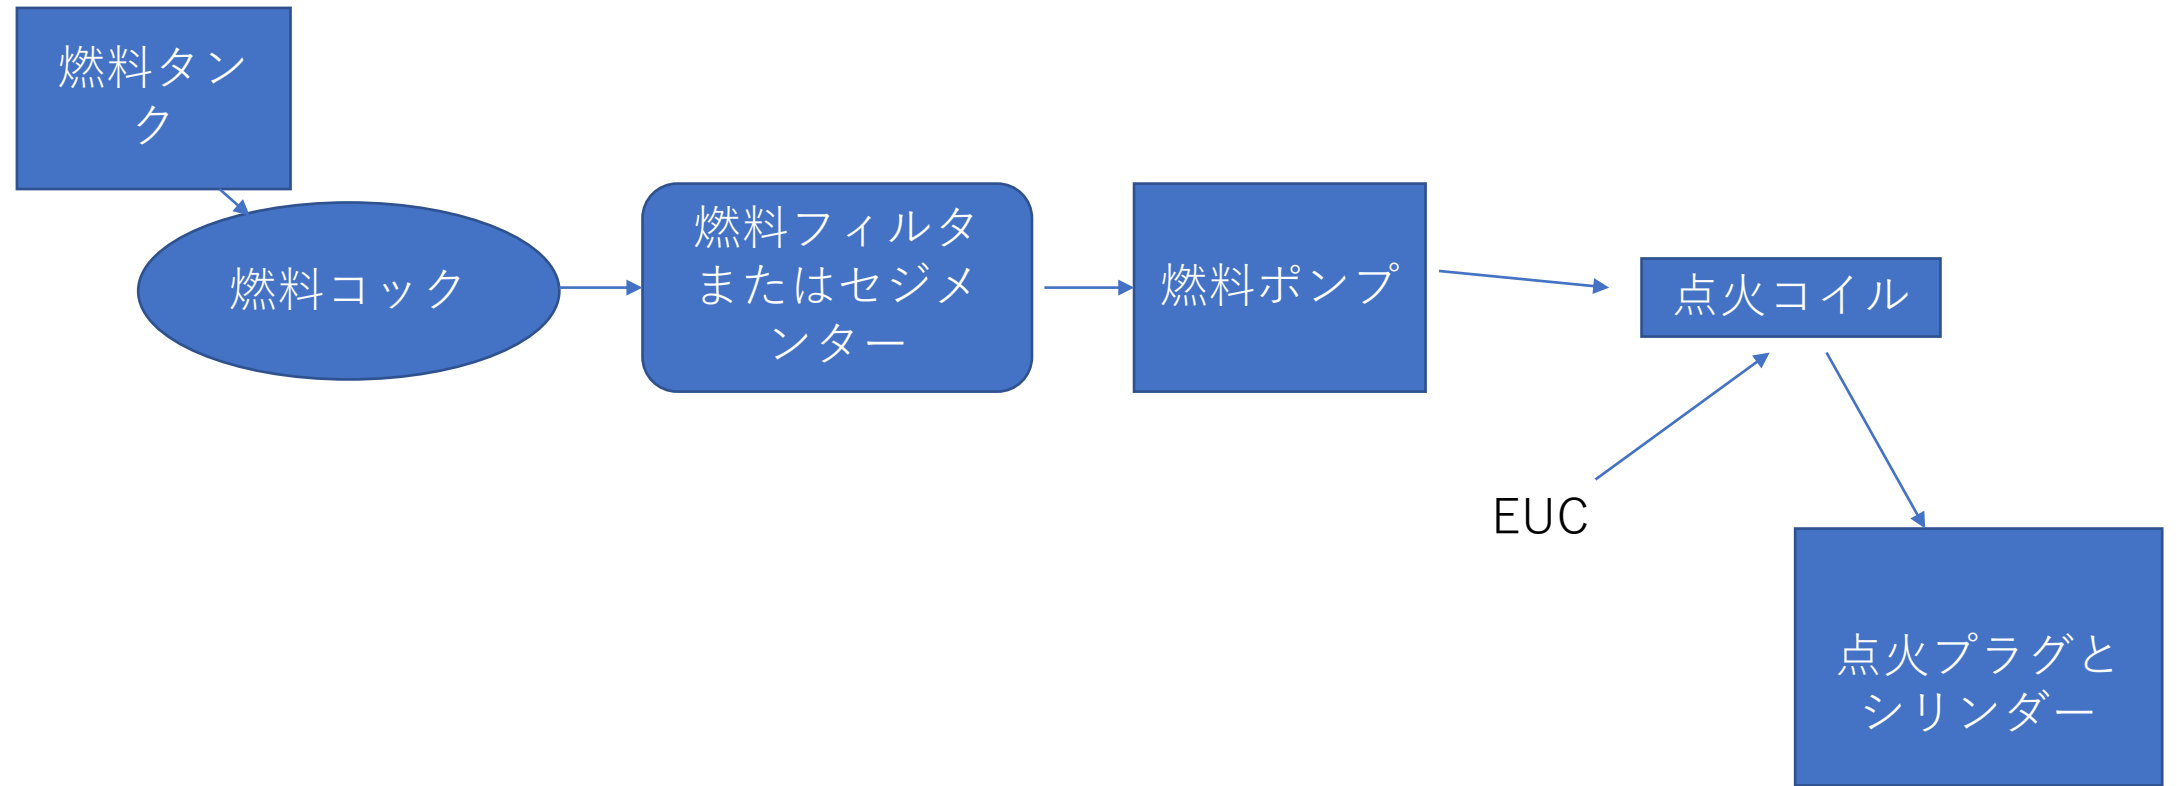 燃料タン
ク
燃料コック
燃料フィルタ
またはセジメ
ンター
燃料ポンプ
点火コイル
EUC
点火プラグと
シリンダー